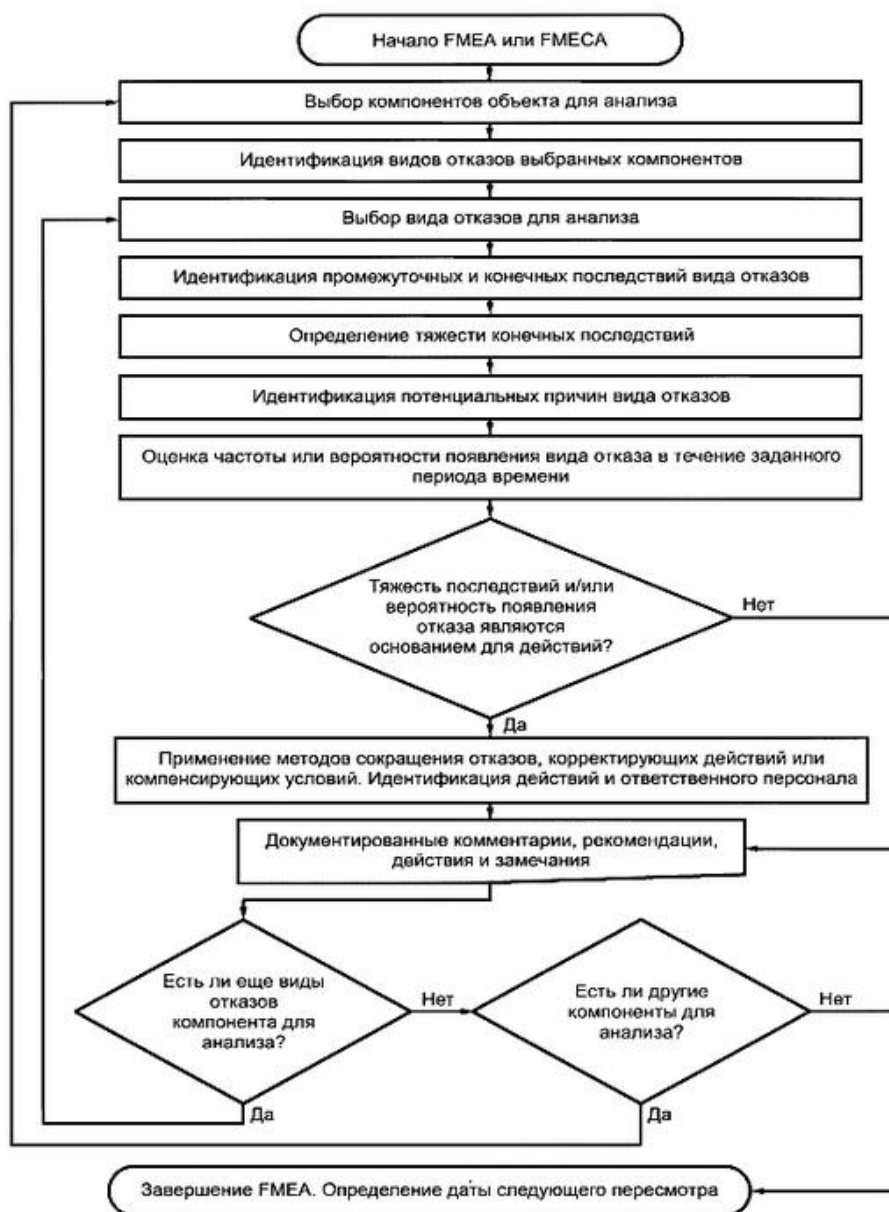 Начало FMEA или FMECA
Выбор компонентов объекта для анализа
Идентификация видов отказов выбранных компонентов
Выбор вида отказов для анализа
Идентификация промежуточных и конечных последствий вида отказов
Определение тяжести конечных последствий
Идентификация потенциальных причин вида отказов
Оценка частоты или вероятности появления вида отказа в течение заданного
периода времени
Тяжесть последствий и/или
вероятность появления
отказа являются
основанием для действий?
Нет
Да
Применение методов сокращения отказов, корректирующих действий или
компенсирующих условий. Идентификация действий и ответственного персонала
Документированные комментарии, рекомендации,
действия и замечания
Есть ли еще виды
отказов
компонента для
анализа?
Нет
Да
Есть ли другие
компоненты для
анализа?
Нет
Да
Завершение FMEA. Определение даты следующего пересмотра